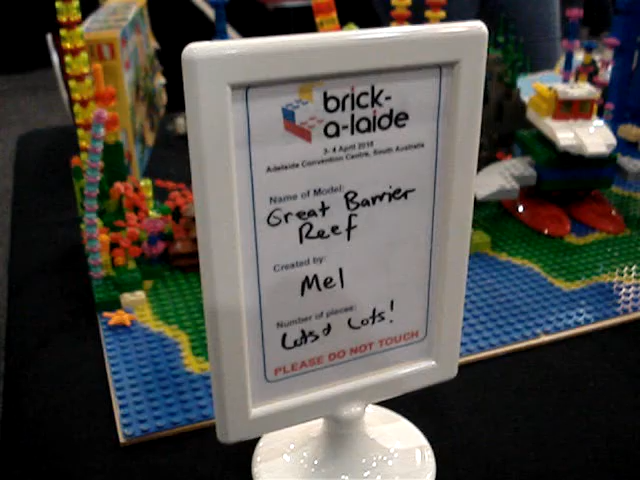 brick-
a-laide
3-4 April 2016
Adelaide Convention Centre, South Australia
Name of Model:
Great Barrier
Reef
Created by:
Mel
Number of pieces:
Lots & Lots!
PLEASE DO NOT TOUCH